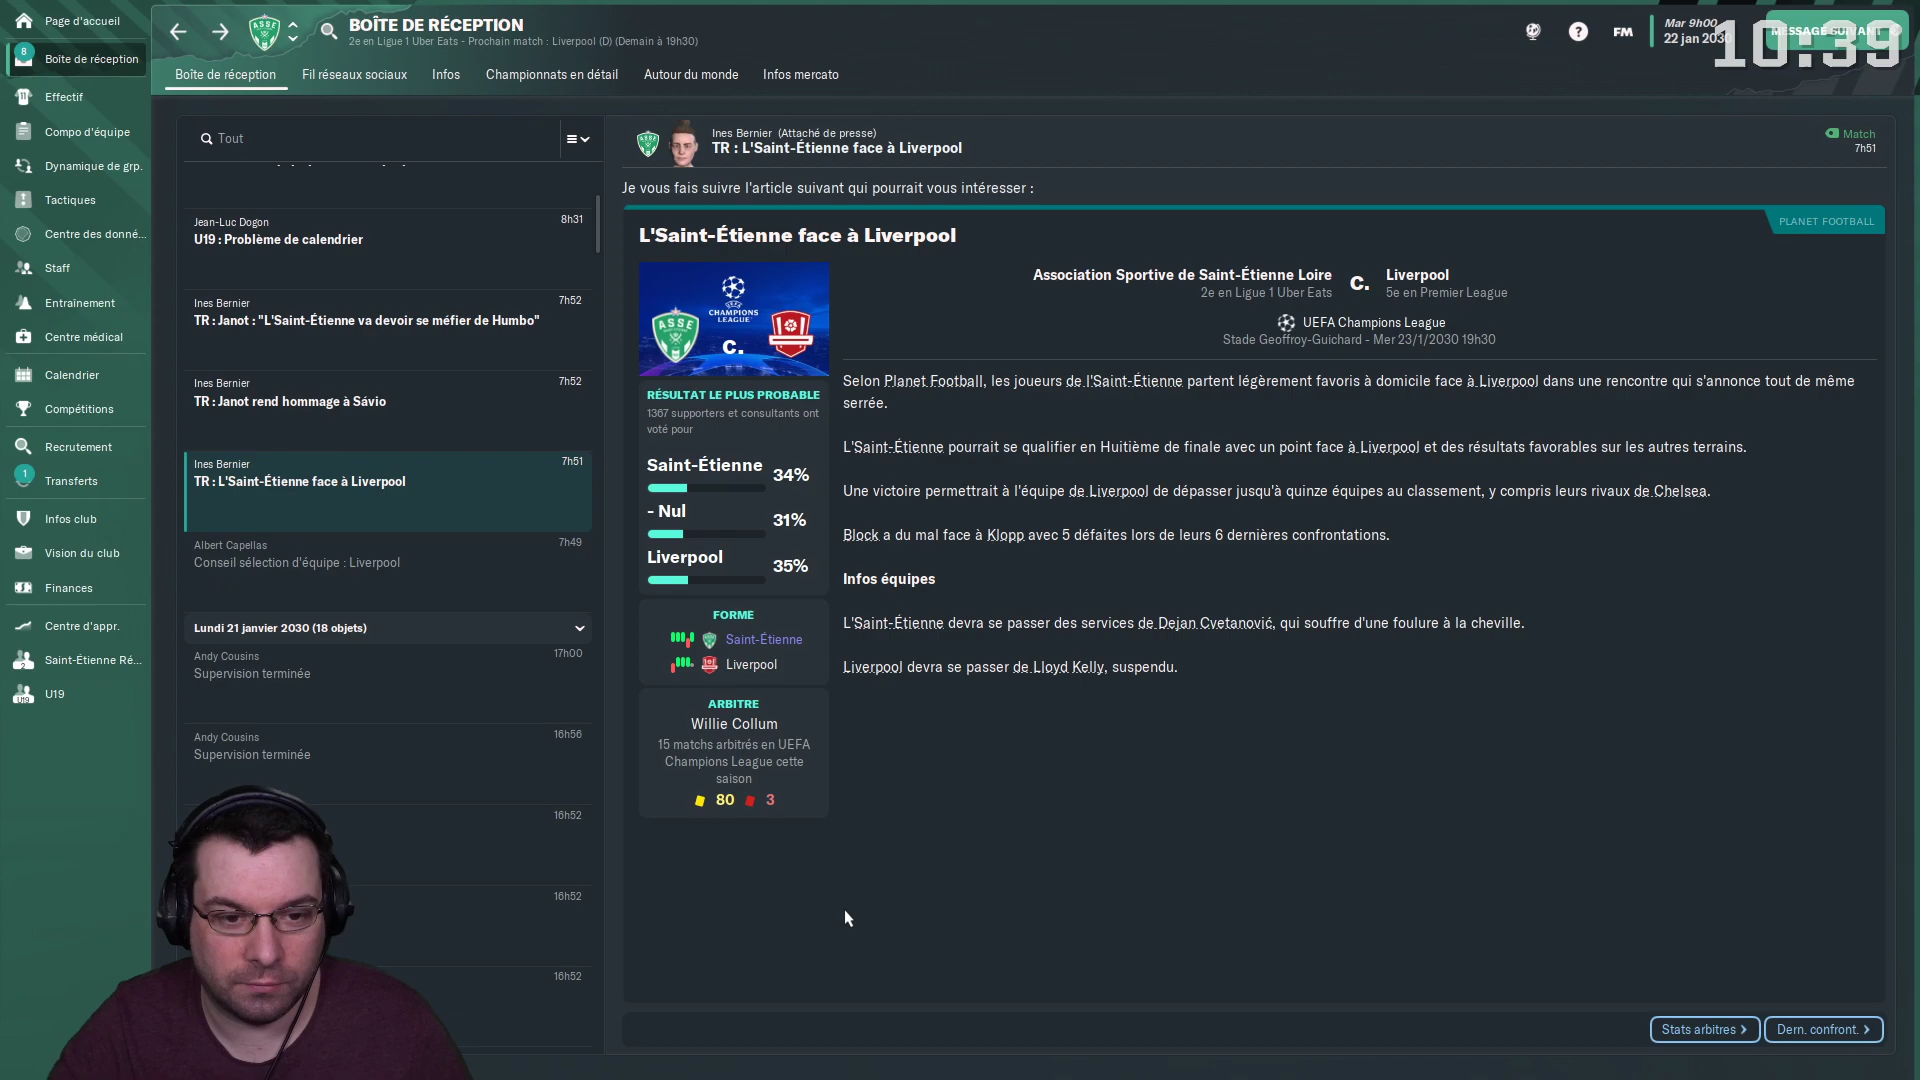 Page d'accueil
8
Boîte de réception
Effectif
Compo d'équipe
Dynamique de grp.
Tactiques
Centre des donné...
Staff
Entraînement
Centre médical
Calendrier
Compétitions
Recrutement
1
Transferts
Infos club
Vision du club
Finances
Centre d'appr.
Saint-Étienne Ré...
U19
BOÎTE DE RÉCEPTION
2e en Ligue 1 Uber Eats - Prochain match : Liverpool (D) (Demain à 19h30)
FM
Mar 9h00
22 jan 2030
MESSAGE SUIVANT
10:39
Boîte de réception
Fil réseaux sociaux
Infos
Championnats en détail
Autour du monde
Infos mercato
Tout
Jean-Luc Dogon 8h31
U19 : Problème de calendrier
Ines Bernier 7h52
TR : Janot : "L'Saint-Étienne va devoir se méfier de Humbo"
Ines Bernier 7h52
TR : Janot rend hommage à Sávio
Ines Bernier 7h51
TR : L'Saint-Étienne face à Liverpool
Albert Capellas 7h49
Conseil sélection d'équipe : Liverpool
Lundi 21 janvier 2030 (18 objets)
Andy Cousins 17h00
Supervision terminée
Andy Cousins 16h56
Supervision terminée
16h52
16h52
16h52
Ines Bernier (Attaché de presse)
TR : L'Saint-Étienne face à Liverpool
Match
7h51
Je vous fais suivre l'article suivant qui pourrait vous intéresser :
PLANET FOOTBALL
L'Saint-Étienne face à Liverpool
UEFA
CHAMPIONS
LEAGUE
ASSE
c.
RÉSULTAT LE PLUS PROBABLE
1367 supporters et consultants ont
voté pour
Saint-Étienne 34%
- Nul 31%
Liverpool 35%
FORME
Saint-Étienne
Liverpool
ARBITRE
Willie Collum
15 matchs arbitrés en UEFA
Champions League cette
saison
80 3
Association Sportive de Saint-Étienne Loire c. Liverpool
2e en Ligue 1 Uber Eats 5e en Premier League
UEFA Champions League
Stade Geoffroy-Guichard - Mer 23/1/2030 19h30
Selon Planet Football, les joueurs de l'Saint-Étienne partent légèrement favoris à domicile face à Liverpool dans une rencontre qui s'annonce tout de même
serrée.
L'Saint-Étienne pourrait se qualifier en Huitième de finale avec un point face à Liverpool et des résultats favorables sur les autres terrains.
Une victoire permettrait à l'équipe de Liverpool de dépasser jusqu'à quinze équipes au classement, y compris leurs rivaux de Chelsea.
Block a du mal face à Klopp avec 5 défaites lors de leurs 6 dernières confrontations.
Infos équipes
L'Saint-Étienne devra se passer des services de Dejan Cvetanović, qui souffre d'une foulure à la cheville.
Liverpool devra se passer de Lloyd Kelly, suspendu.
Stats arbitres
Dern. confront.